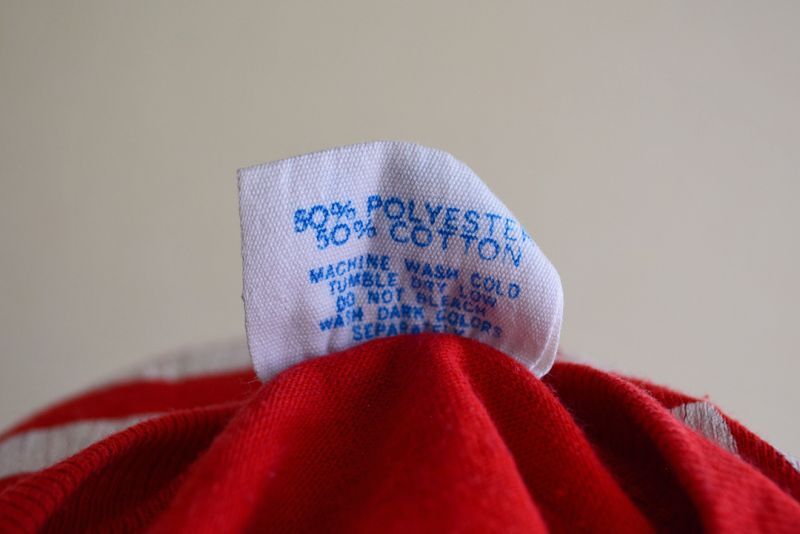 50% POLYESTER
50% COTTON
MACHINE WASH COLD
TUMBLE DRY LOW
DO NOT BLEACH
WASH DARK COLORS
SEPARATELY